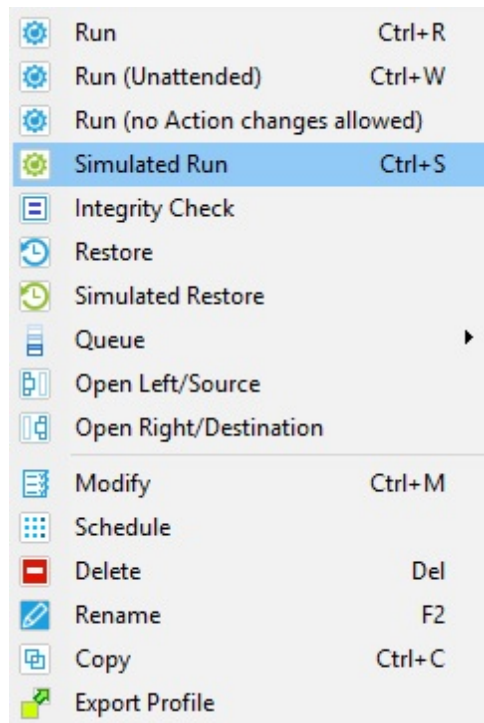 Run Ctrl+R
Run (Unattended) Ctrl+W
Run (no Action changes allowed)
Simulated Run Ctrl+S
Integrity Check
Restore
Simulated Restore
Queue
Open Left/Source
Open Right/Destination
Modify Ctrl+M
Schedule
Delete Del
Rename F2
Copy Ctrl+C
Export Profile